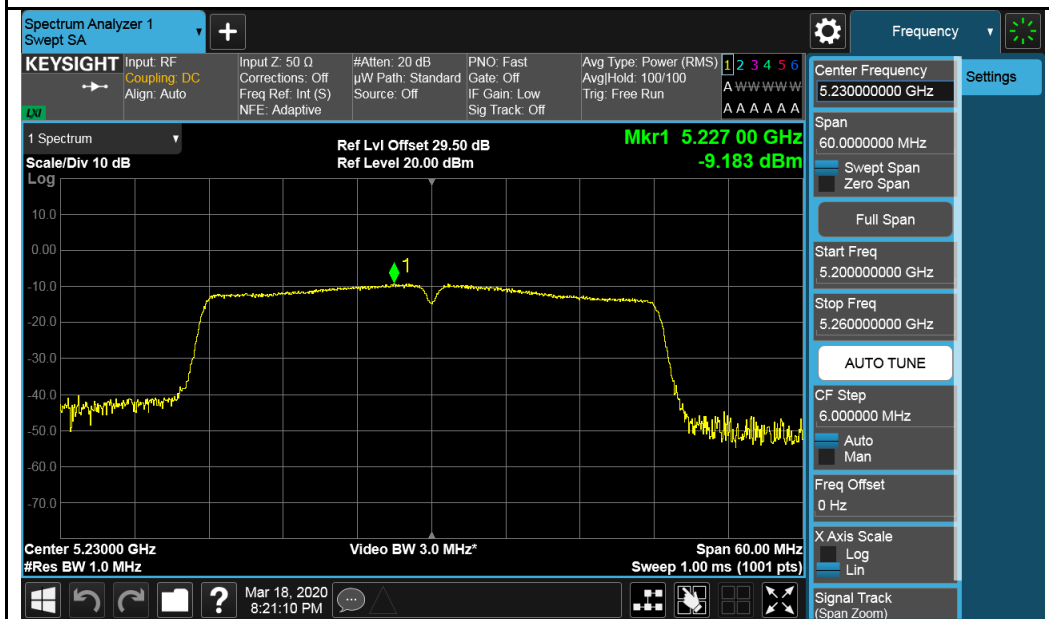 Spectrum Analyzer 1
Swept SA
+
Frequency
KEYSIGHT
LXI
Input: RF
Coupling: DC
Align: Auto
Input Z: 50 Ω
Corrections: Off
Freq Ref: Int (S)
NFE: Adaptive
#Atten: 20 dB
µW Path: Standard
Source: Off
PNO: Fast
Gate: Off
IF Gain: Low
Sig Track: Off
Avg Type: Power (RMS)
Avg|Hold: 100/100
Trig: Free Run
1 2 3 4 5 6
A W W W W W
A A A A A A
1 Spectrum
Scale/Div 10 dB
Log
Ref Lvl Offset 29.50 dB
Ref Level 20.00 dBm
Mkr1 5.227 00 GHz
-9.183 dBm
10.0
0.00
-10.0
-20.0
-30.0
-40.0
-50.0
-60.0
-70.0
1
Center 5.23000 GHz
#Res BW 1.0 MHz
Video BW 3.0 MHz*
Span 60.00 MHz
Sweep 1.00 ms (1001 pts)
?
Mar 18, 2020
8:21:10 PM
Settings
Center Frequency
5.230000000 GHz
Span
60.0000000 MHz
Swept Span
Zero Span
Full Span
Start Freq
5.200000000 GHz
Stop Freq
5.260000000 GHz
AUTO TUNE
CF Step
6.000000 MHz
Auto
Man
Freq Offset
0 Hz
X Axis Scale
Log
Lin
Signal Track
(Span Zoom)